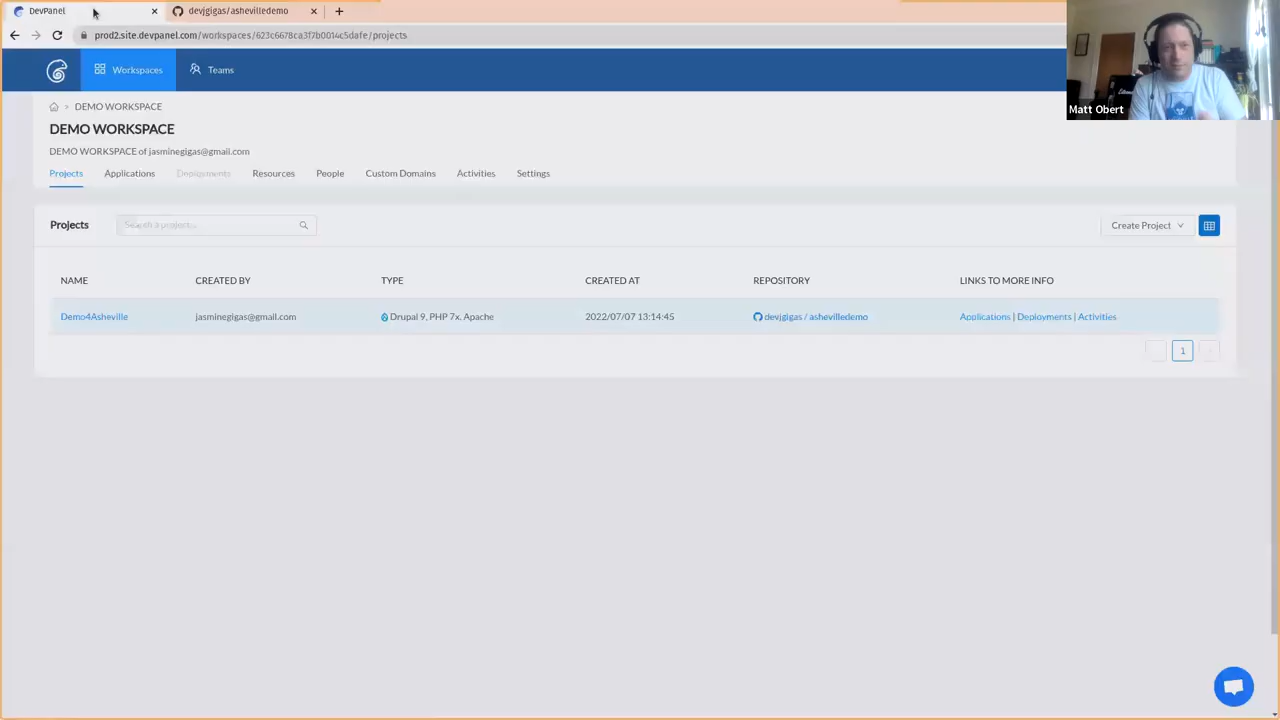 DevPanel
devjgigas/ashevilledemo
prod2.site.devpanel.com/workspaces/623c6678ca3f7b0014c5dafe/projects
Workspaces
Teams
Matt Obert
> DEMO WORKSPACE
DEMO WORKSPACE
DEMO WORKSPACE of jasminegigas@gmail.com
Projects Applications Deployments Resources People Custom Domains Activities Settings
Projects Search a project... Create Project
NAME CREATED BY TYPE CREATED AT REPOSITORY LINKS TO MORE INFO
Demo4Asheville jasminegigas@gmail.com Drupal 9, PHP 7.x, Apache 2022/07/07 13:14:45 devjgigas / ashevilledemo Applications | Deployments | Activities
1